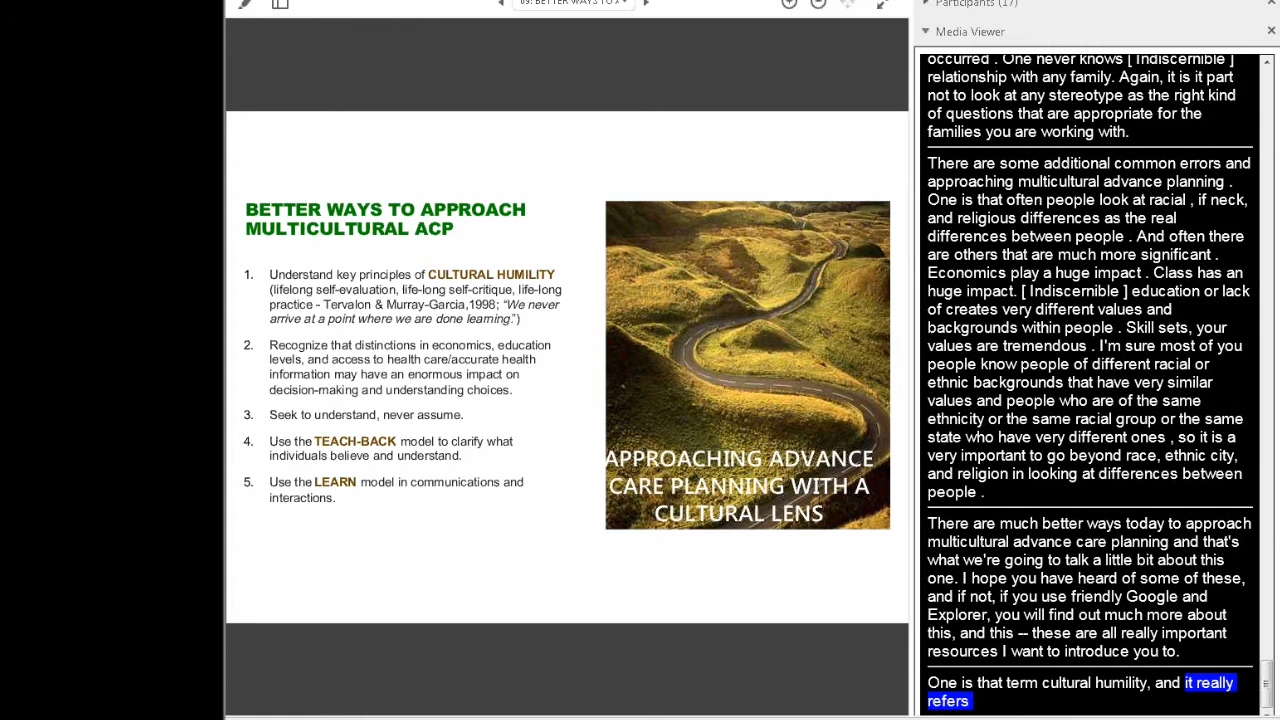 09: BETTER WAYS TO A
Participants (17)
Media Viewer
BETTER WAYS TO APPROACH
MULTICULTURAL ACP
1. Understand key principles of CULTURAL HUMILITY
(lifelong self-evaluation, life-long self-critique, life-long
practice - Tervalon & Murray-Garcia,1998; “We never
arrive at a point where we are done learning.”)
2. Recognize that distinctions in economics, education
levels, and access to health care/accurate health
information may have an enormous impact on
decision-making and understanding choices.
3. Seek to understand, never assume.
4. Use the TEACH-BACK model to clarify what
individuals believe and understand.
5. Use the LEARN model in communications and
interactions.
APPROACHING ADVANCE
CARE PLANNING WITH A
CULTURAL LENS
occurred . One never knows [ Indiscernible ]
relationship with any family. Again, it is it part
not to look at any stereotype as the right kind
of questions that are appropriate for the
families you are working with.
There are some additional common errors and
approaching multicultural advance planning .
One is that often people look at racial , if neck,
and religious differences as the real
differences between people . And often there
are others that are much more significant .
Economics play a huge impact . Class has an
huge impact. [ Indiscernible ] education or lack
of creates very different values and
backgrounds within people . Skill sets, your
values are tremendous . I'm sure most of you
people know people of different racial or
ethnic backgrounds that have very similar
values and people who are of the same
ethnicity or the same racial group or the same
state who have very different ones , so it is a
very important to go beyond race, ethnic city,
and religion in looking at differences between
people .
There are much better ways today to approach
multicultural advance care planning and that's
what we're going to talk a little bit about this
one. I hope you have heard of some of these,
and if not, if you use friendly Google and
Explorer, you will find out much more about
this, and this -- these are all really important
resources I want to introduce you to.
One is that term cultural humility, and it really
refers